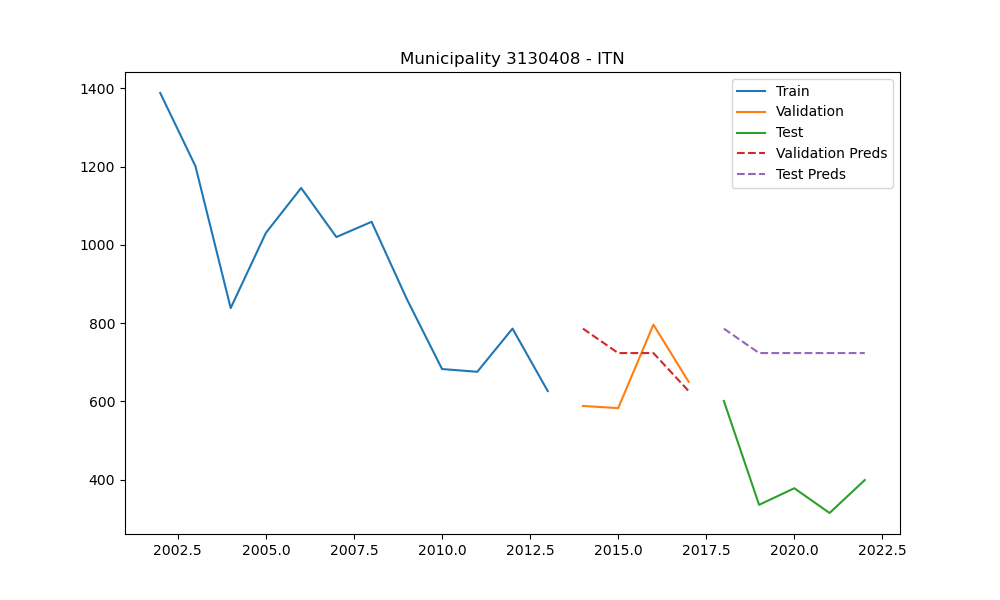 Municipality 3130408 - ITN
1400
1200
1000
800
600
400
Train
Validation
Test
Validation Preds
Test Preds
2002.5 2005.0 2007.5 2010.0 2012.5 2015.0 2017.5 2020.0 2022.5